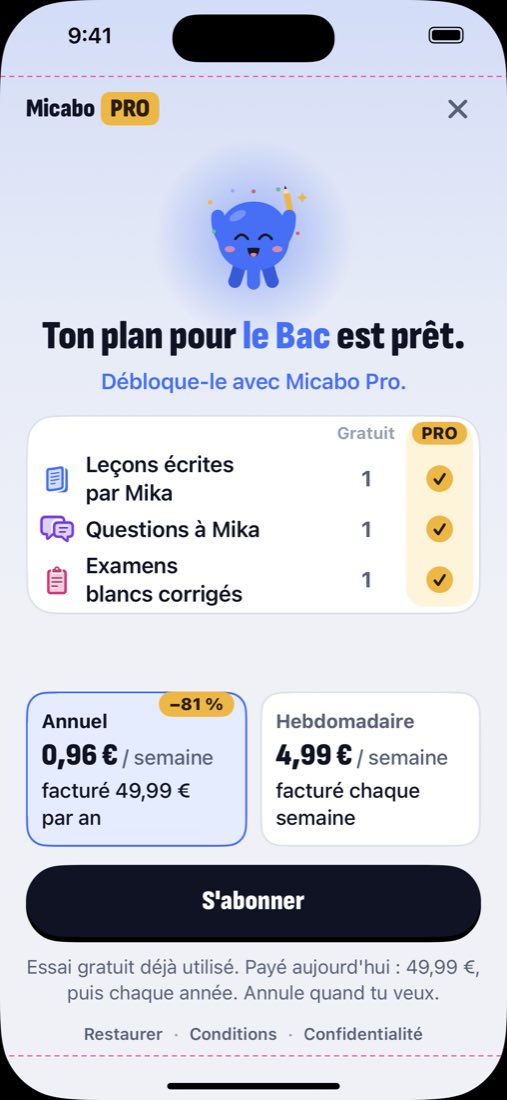 9:41
Micabo PRO
Ton plan pour le Bac est prêt.
Débloque-le avec Micabo Pro.
Gratuit PRO
Leçons écrites
par Mika 1
Questions à Mika 1
Examens
blancs corrigés 1
−81 %
Annuel
0,96 € / semaine
facturé 49,99 €
par an
Hebdomadaire
4,99 € / semaine
facturé chaque
semaine
S'abonner
Essai gratuit déjà utilisé. Payé aujourd'hui : 49,99 €,
puis chaque année. Annule quand tu veux.
Restaurer · Conditions · Confidentialité